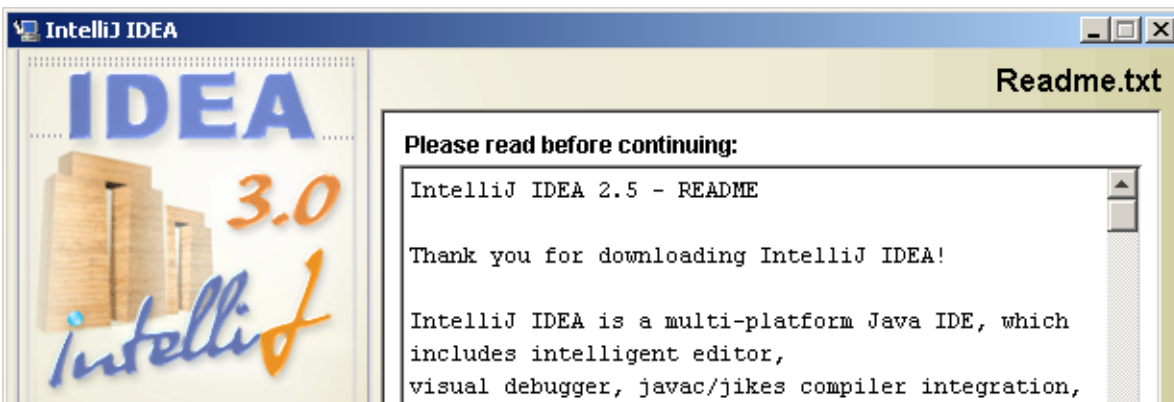 IntelliJ IDEA
IDEA
3.0
intelliJ
Readme.txt
Please read before continuing:
IntelliJ IDEA 2.5 - README
Thank you for downloading IntelliJ IDEA!
IntelliJ IDEA is a multi-platform Java IDE, which
includes intelligent editor,
visual debugger, javac/jikes compiler integration,